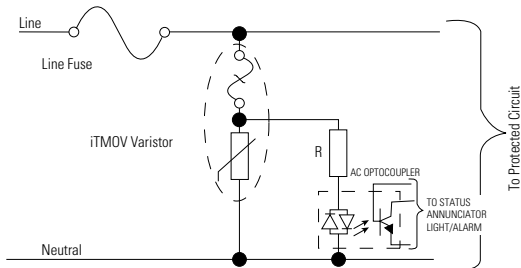 Line
Line Fuse
iTMOV Varistor
R
AC OPTOCOUPLER
TO STATUS
ANNUNCIATOR
LIGHT/ALARM
To Protected Circuit
Neutral